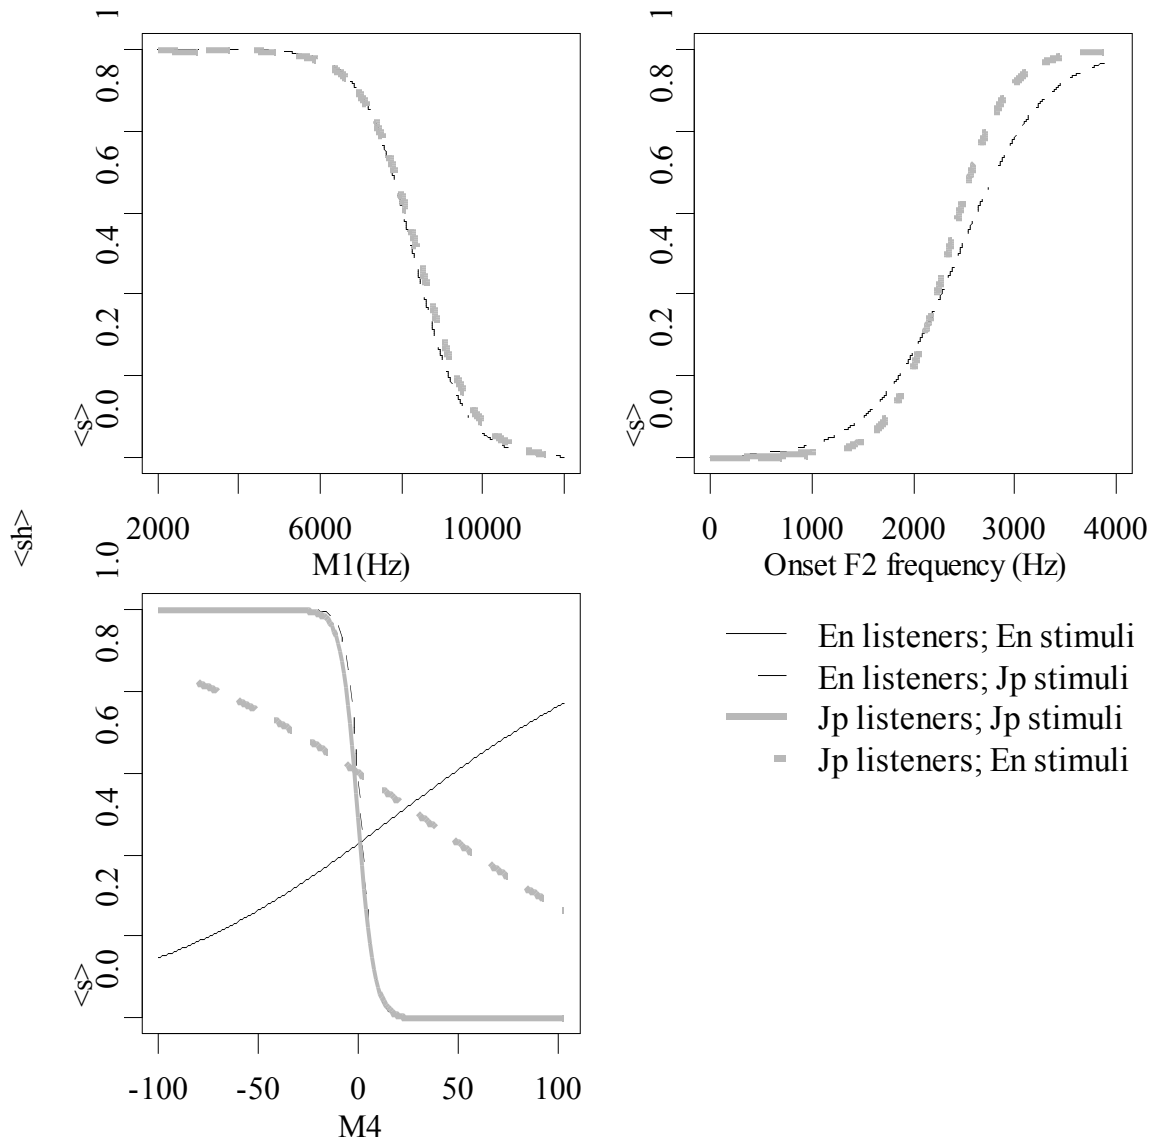 1
0.8
0.6
0.4
0.2
0.0
<s>
2000 6000 10000
M1(Hz)
1
0.8
0.6
0.4
0.2
0.0
<s>
0 1000 2000 3000 4000
Onset F2 frequency (Hz)
<sh>
1.0
0.8
0.6
0.4
0.2
0.0
<s>
-100 -50 0 50 100
M4
En listeners; En stimuli
En listeners; Jp stimuli
Jp listeners; Jp stimuli
Jp listeners; En stimuli